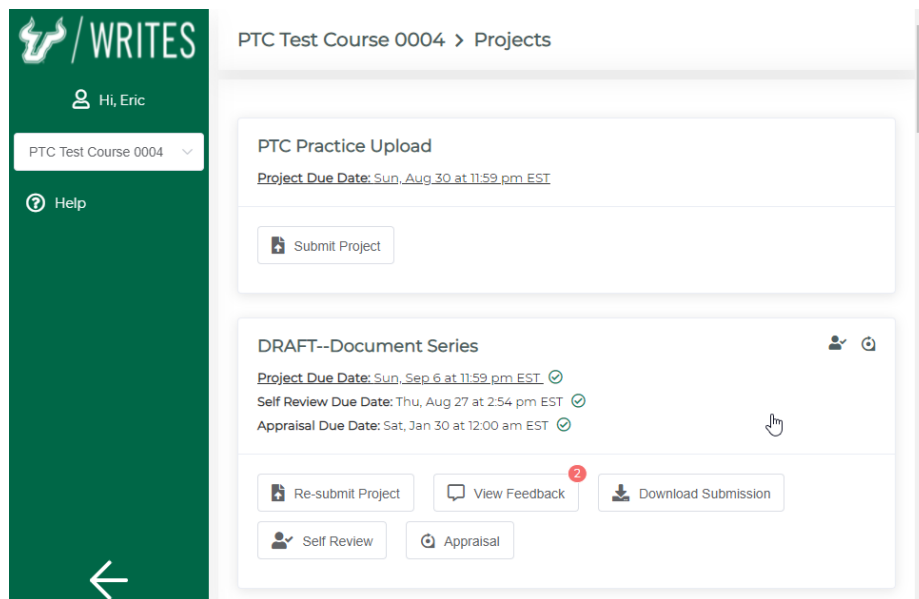 / WRITES
Hi, Eric
PTC Test Course 0004
Help
PTC Test Course 0004 > Projects
PTC Practice Upload
Project Due Date: Sun, Aug 30 at 11:59 pm EST
Submit Project
DRAFT--Document Series
Project Due Date: Sun, Sep 6 at 11:59 pm EST
Self Review Due Date: Thu, Aug 27 at 2:54 pm EST
Appraisal Due Date: Sat, Jan 30 at 12:00 am EST
Re-submit Project
View Feedback
2
Download Submission
Self Review
Appraisal